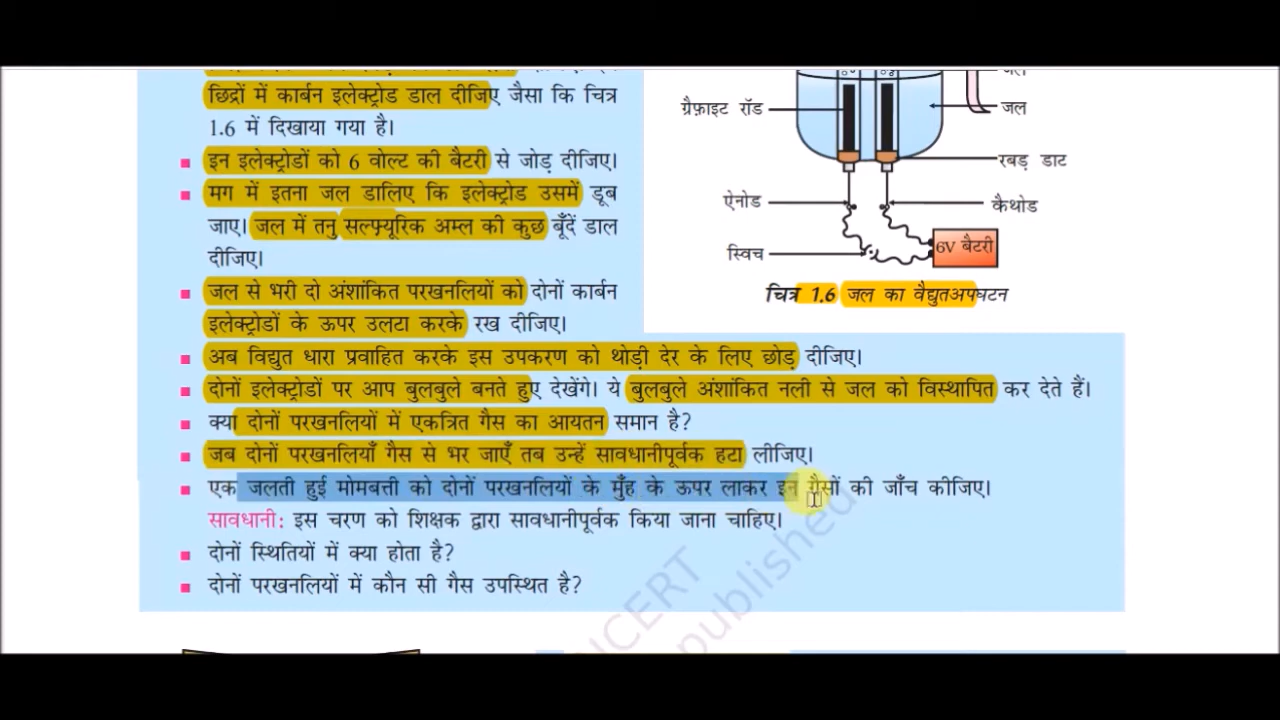 छिद्रों में कार्बन इलेक्ट्रोड डाल दीजिए जैसा कि चित्र
1.6 में दिखाया गया है।
इन इलेक्ट्रोडों को 6 वोल्ट की बैटरी से जोड़ दीजिए।
मग में इतना जल डालिए कि इलेक्ट्रोड उसमें डूब
जाए। जल में तनु सल्फ़्यूरिक अम्ल की कुछ बूँदें डाल
दीजिए।
जल से भरी दो अंशांकित परखनलियों को दोनों कार्बन
इलेक्ट्रोडों के ऊपर उलटा करके रख दीजिए।
अब विद्युत धारा प्रवाहित करके इस उपकरण को थोड़ी देर के लिए छोड़ दीजिए।
दोनों इलेक्ट्रोडों पर आप बुलबुले बनते हुए देखेंगे। ये बुलबुले अंशांकित नली से जल को विस्थापित कर देते हैं।
क्या दोनों परखनलियों में एकत्रित गैस का आयतन समान है?
जब दोनों परखनलियाँ गैस से भर जाएँ तब उन्हें सावधानीपूर्वक हटा लीजिए।
एक जलती हुई मोमबत्ती को दोनों परखनलियों के मुँह के ऊपर लाकर इन गैसों की जाँच कीजिए।
सावधानी: इस चरण को शिक्षक द्वारा सावधानीपूर्वक किया जाना चाहिए।
दोनों स्थितियों में क्या होता है?
दोनों परखनलियों में कौन सी गैस उपस्थित है?
जल
ग्रैफ़ाइट रॉड
जल
रबड़ डाट
ऐनोड
कैथोड
स्विच
6V बैटरी
चित्र 1.6 जल का वैद्युतअपघटन
NCERT
published